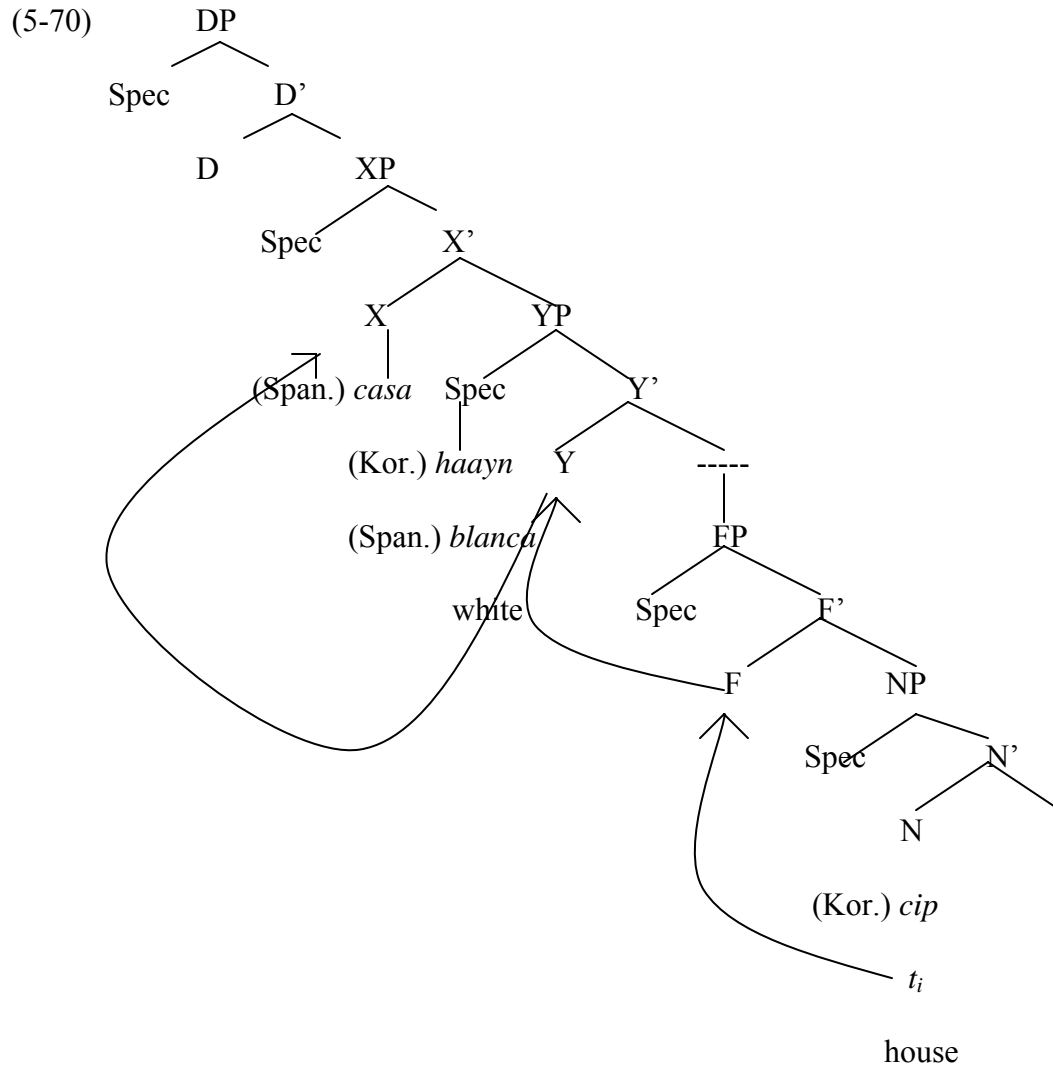 (5-70) DP
Spec D’
D XP
Spec X’
X YP
(Span.) casa Spec Y’
(Kor.) haayn Y -----
(Span.) blanca FP
white Spec F’
F NP
Spec N’
N
(Kor.) cip
ti
house